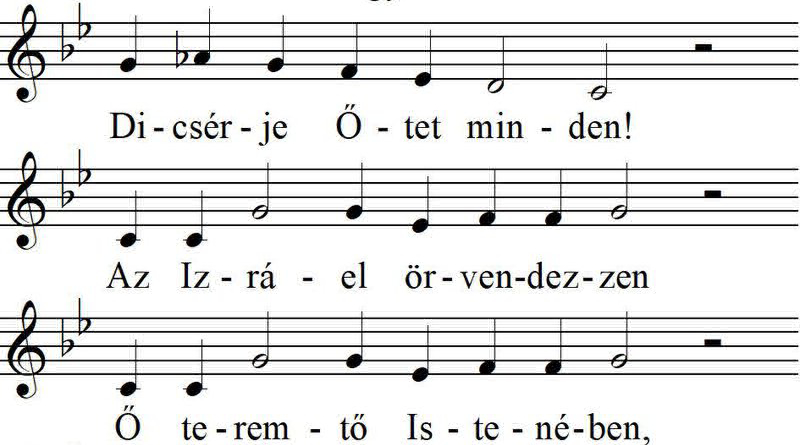 Di - csér - je Ő - tet min - den!
Az Iz - rá - el ör - ven - dez - zen
Ő te - rem - tő Is - te - né - ben,